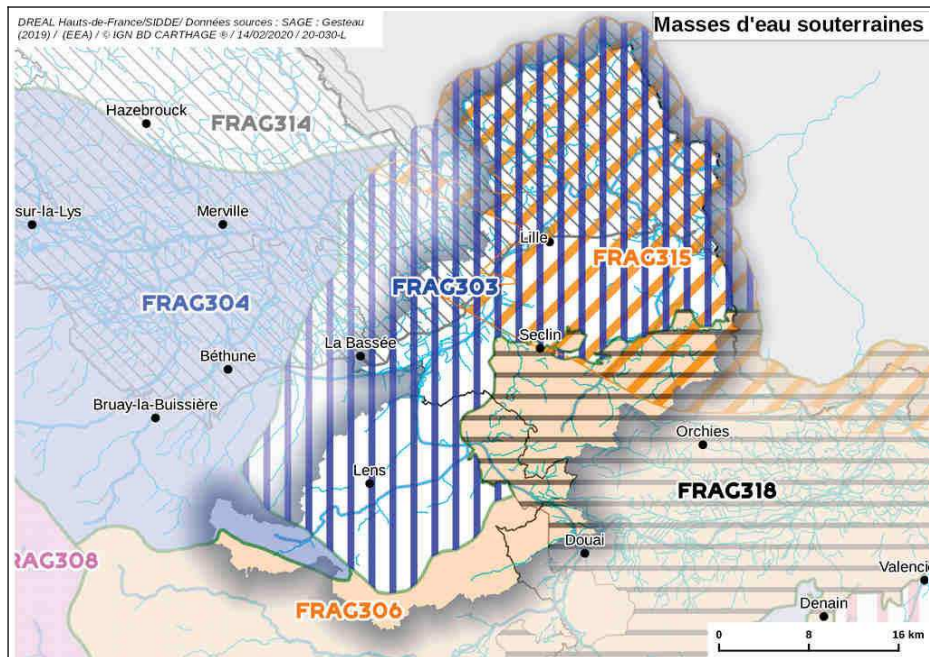 DREAL Hauts-de-France/SIDDE/ Données sources : SAGE : Gesteau
(2019) / (EEA) / © IGN BD CARTHAGE ® / 14/02/2020 / 20-030-L
Masses d'eau souterraines
Hazebrouck
FRAG314
sur-la-Lys
Merville
Lille
FRAG315
FRAG304
FRAG303
La Bassée
Seclin
Béthune
Bruay-la-Buissière
Orchies
Lens
FRAG318
RAG308
Douai
Valenci
FRAG306
Denain
0 8 16 km